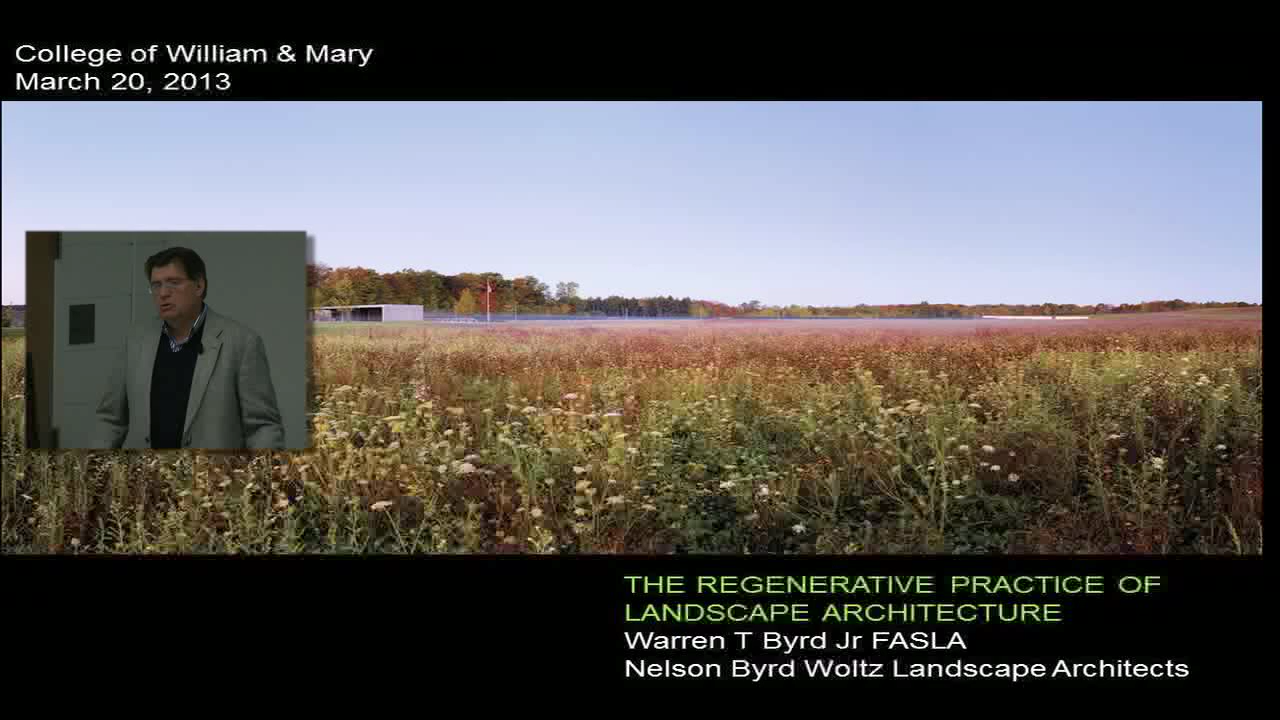 College of William & Mary
March 20, 2013
THE REGENERATIVE PRACTICE OF
LANDSCAPE ARCHITECTURE
Warren T Byrd Jr FASLA
Nelson Byrd Woltz Landscape Architects